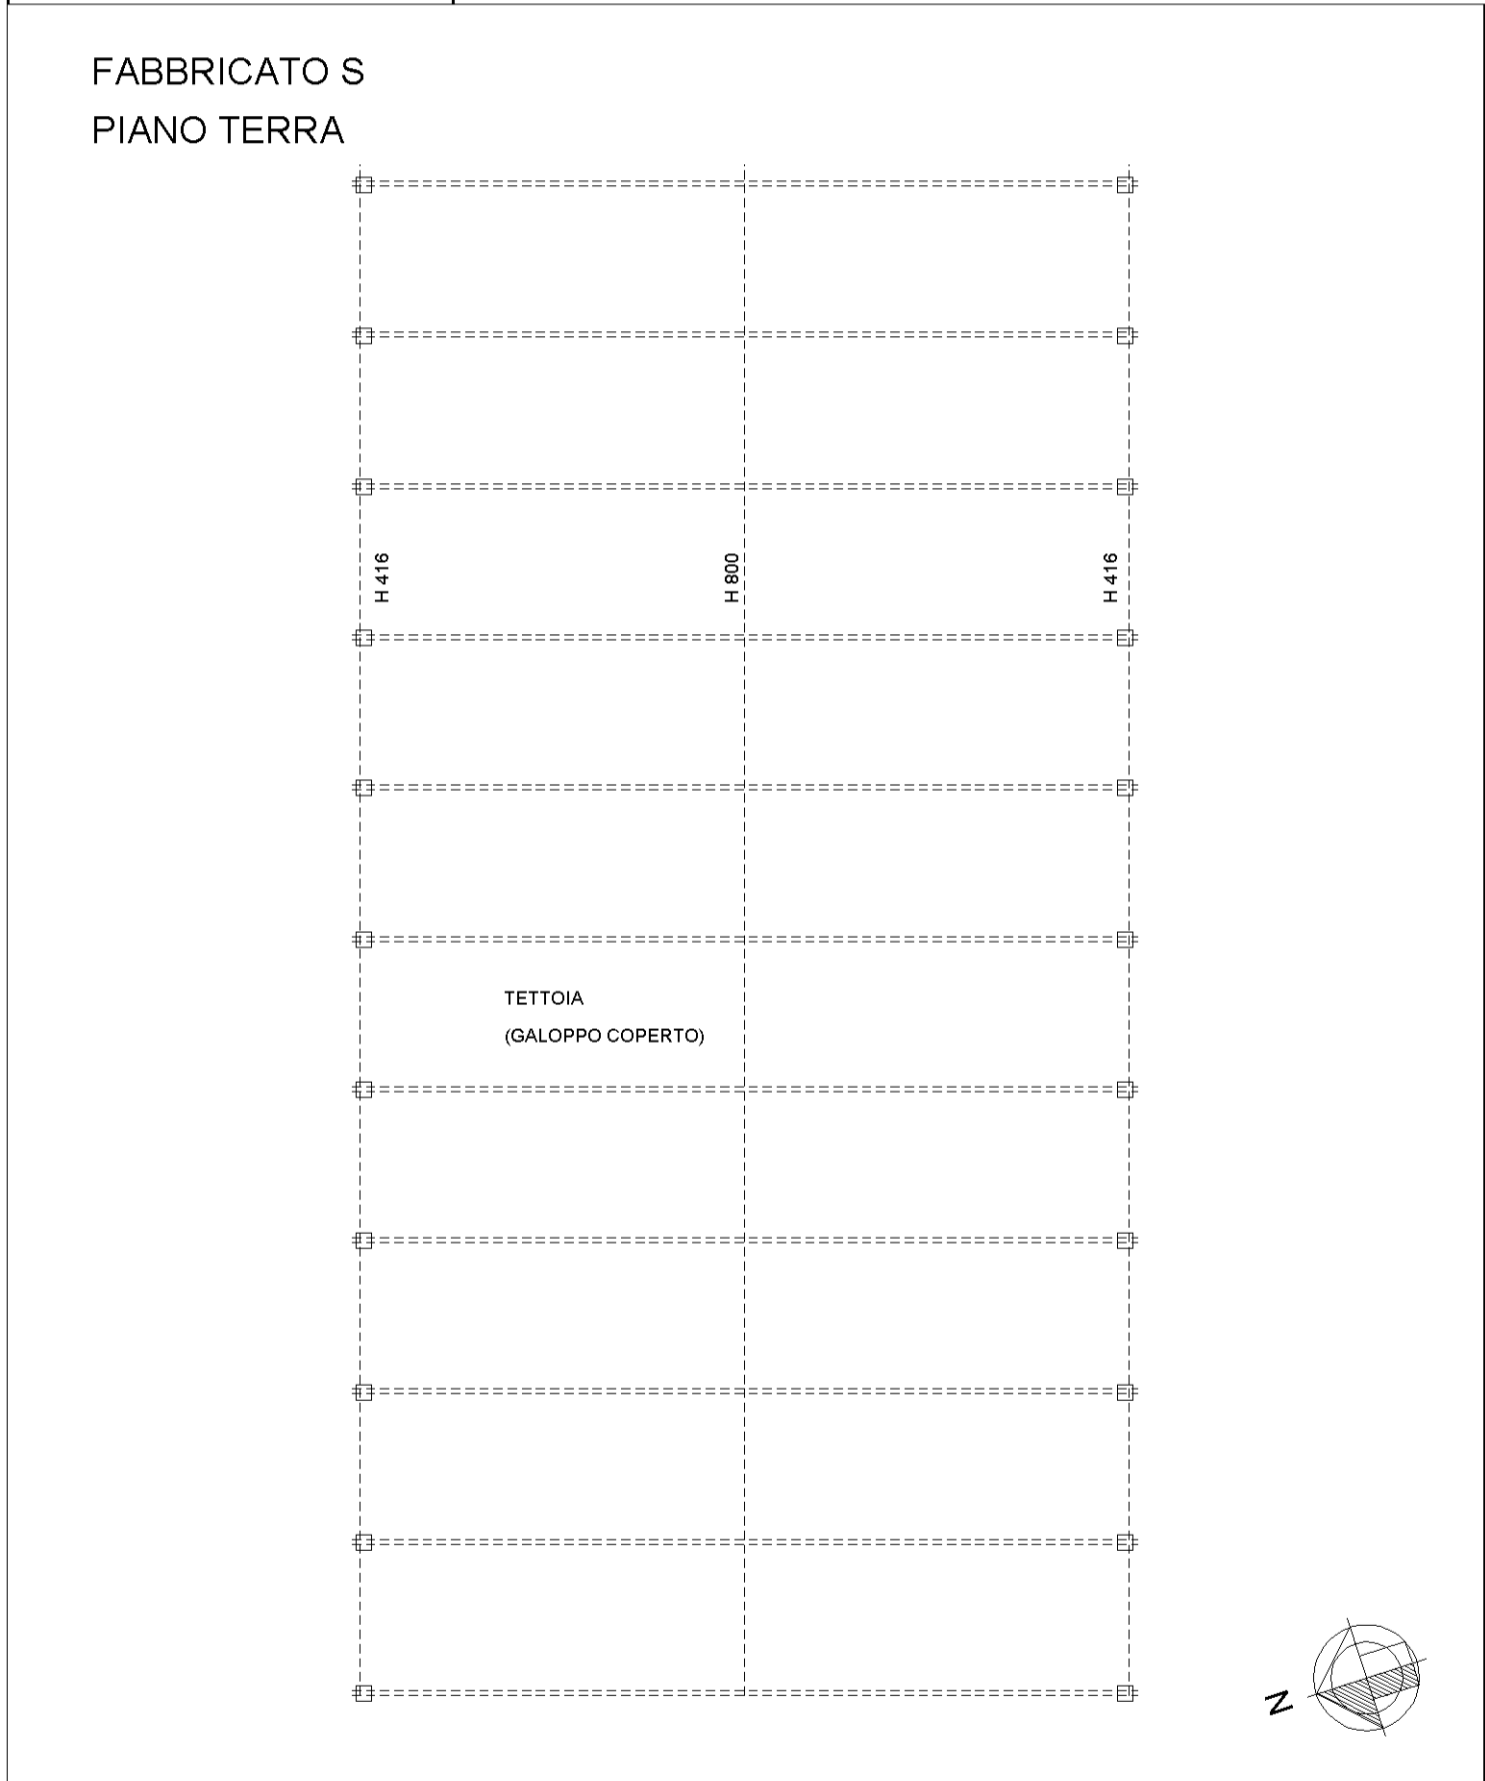 FABBRICATO S
PIANO TERRA
H 416
H 800
H 416
TETTOIA
(GALOPPO COPERTO)
N